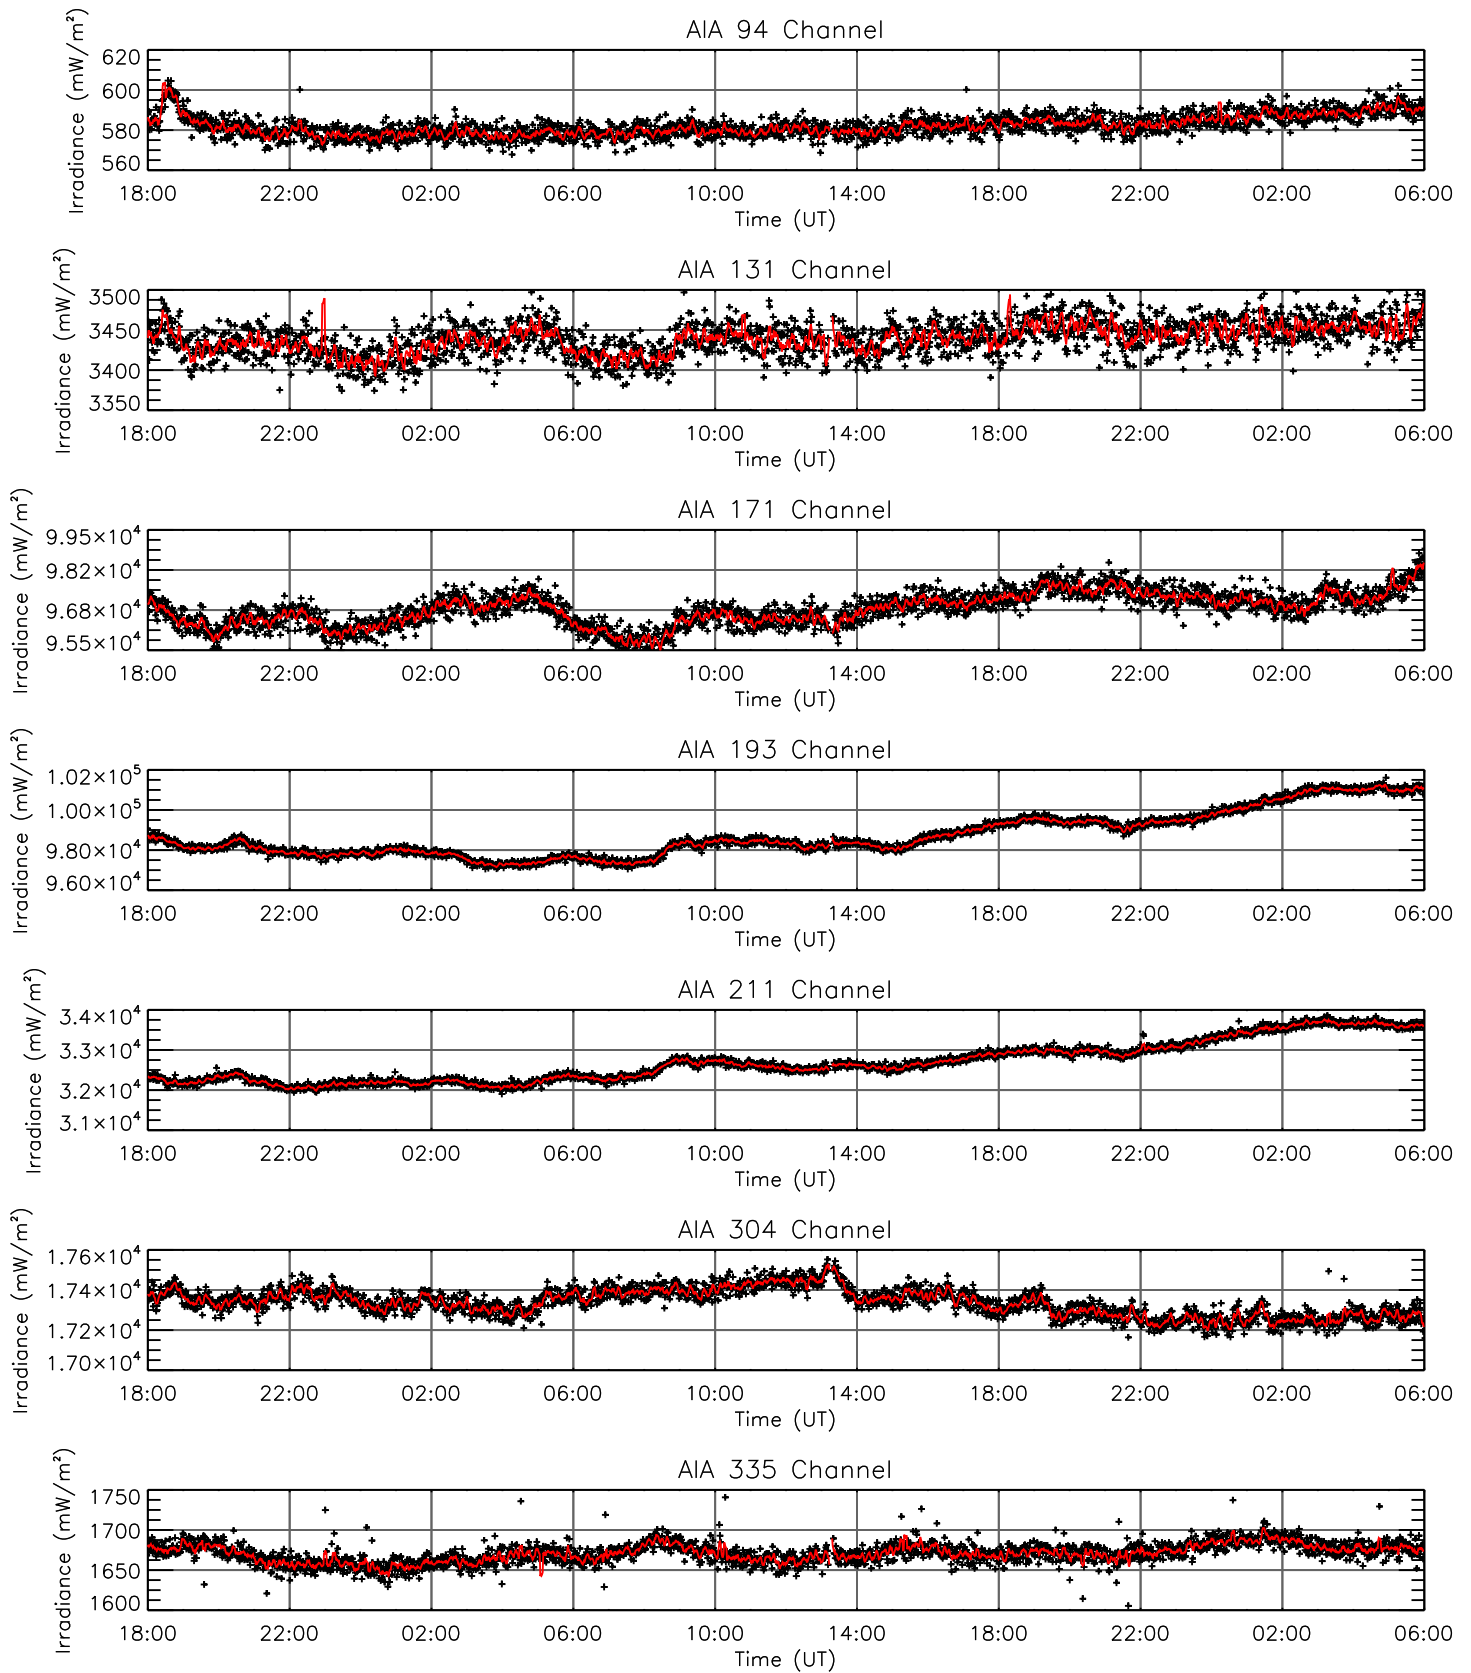 AIA 94 Channel
Irradiance (mW/m²)
620
600
580
560
18:00 22:00 02:00 06:00 10:00 14:00 18:00 22:00 02:00 06:00
Time (UT)
AIA 131 Channel
Irradiance (mW/m²)
3500
3450
3400
3350
18:00 22:00 02:00 06:00 10:00 14:00 18:00 22:00 02:00 06:00
Time (UT)
AIA 171 Channel
Irradiance (mW/m²)
9.95×10⁴
9.82×10⁴
9.68×10⁴
9.55×10⁴
18:00 22:00 02:00 06:00 10:00 14:00 18:00 22:00 02:00 06:00
Time (UT)
AIA 193 Channel
Irradiance (mW/m²)
1.02×10⁵
1.00×10⁵
9.80×10⁴
9.60×10⁴
18:00 22:00 02:00 06:00 10:00 14:00 18:00 22:00 02:00 06:00
Time (UT)
AIA 211 Channel
Irradiance (mW/m²)
3.4×10⁴
3.3×10⁴
3.2×10⁴
3.1×10⁴
18:00 22:00 02:00 06:00 10:00 14:00 18:00 22:00 02:00 06:00
Time (UT)
AIA 304 Channel
Irradiance (mW/m²)
1.76×10⁴
1.74×10⁴
1.72×10⁴
1.70×10⁴
18:00 22:00 02:00 06:00 10:00 14:00 18:00 22:00 02:00 06:00
Time (UT)
AIA 335 Channel
Irradiance (mW/m²)
1750
1700
1650
1600
18:00 22:00 02:00 06:00 10:00 14:00 18:00 22:00 02:00 06:00
Time (UT)